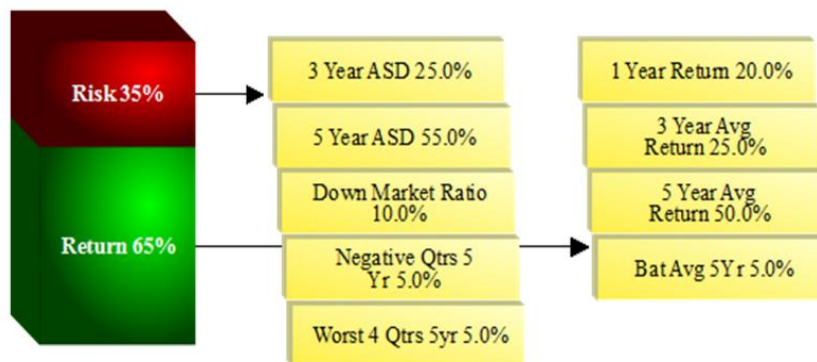 Risk 35%
Return 65%
3 Year ASD 25.0%
5 Year ASD 55.0%
Down Market Ratio
10.0%
Negative Qtrs 5
Yr 5.0%
Worst 4 Qtrs 5yr 5.0%
1 Year Return 20.0%
3 Year Avg
Return 25.0%
5 Year Avg
Return 50.0%
Bat Avg 5Yr 5.0%